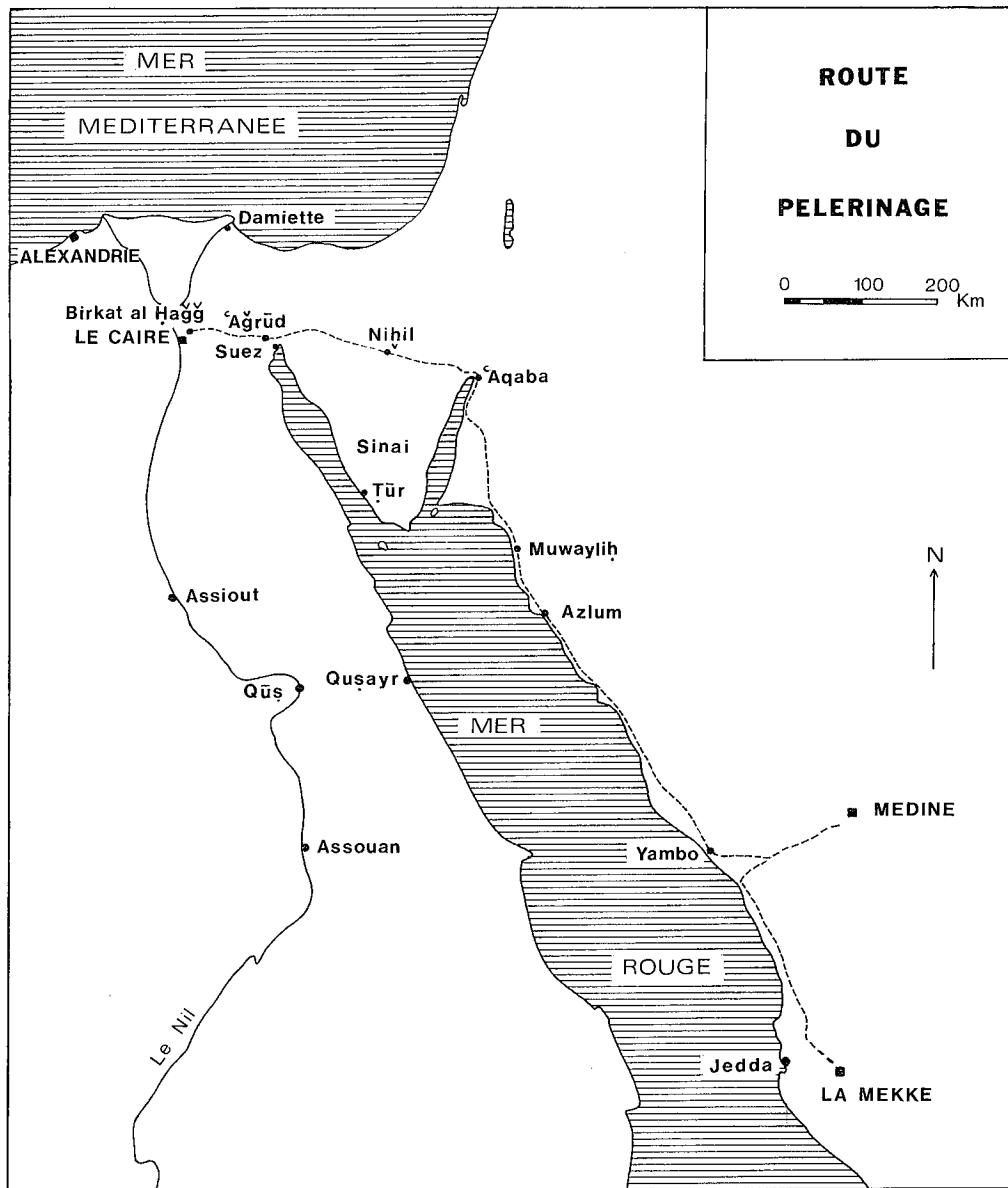 MER
MEDITERRANEE
ROUTE
DU
PELERINAGE
0 100 200
Km
Damiette
ALEXANDRIE
Birkat al Ḥaǧǧ
LE CAIRE
ʿAǧrūd
Suez
Niḫil
ʿAqaba
Sinai
Ṭūr
Muwayliḥ
N
Assiout
Azlum
Qūṣ
Quṣayr
MER
MEDINE
Assouan
Yambo
ROUGE
Le Nil
Jedda
LA MEKKE